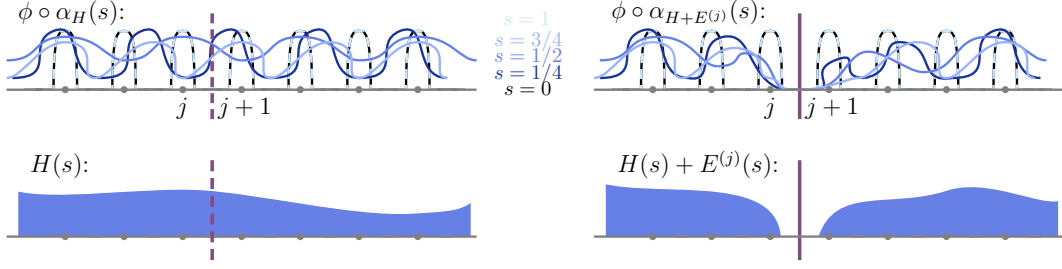 ϕ ∘ α_H(s):
s = 1
s = 3/4
s = 1/2
s = 1/4
s = 0
ϕ ∘ α_{H+E^{(j)}}(s):
j j + 1
j j + 1
H(s):
H(s) + E^{(j)}(s):